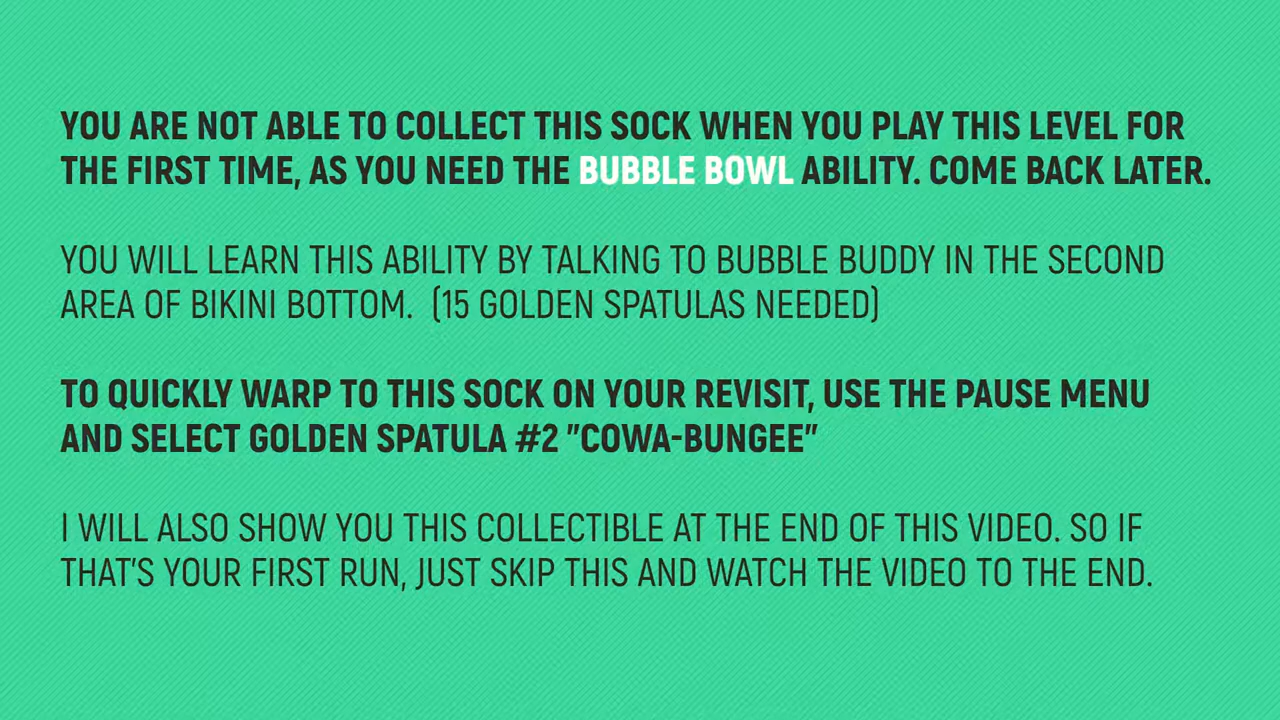 YOU ARE NOT ABLE TO COLLECT THIS SOCK WHEN YOU PLAY THIS LEVEL FOR
THE FIRST TIME, AS YOU NEED THE BUBBLE BOWL ABILITY. COME BACK LATER.
YOU WILL LEARN THIS ABILITY BY TALKING TO BUBBLE BUDDY IN THE SECOND
AREA OF BIKINI BOTTOM. (15 GOLDEN SPATULAS NEEDED)
TO QUICKLY WARP TO THIS SOCK ON YOUR REVISIT, USE THE PAUSE MENU
AND SELECT GOLDEN SPATULA #2 "COWA-BUNGEE"
I WILL ALSO SHOW YOU THIS COLLECTIBLE AT THE END OF THIS VIDEO. SO IF
THAT'S YOUR FIRST RUN, JUST SKIP THIS AND WATCH THE VIDEO TO THE END.